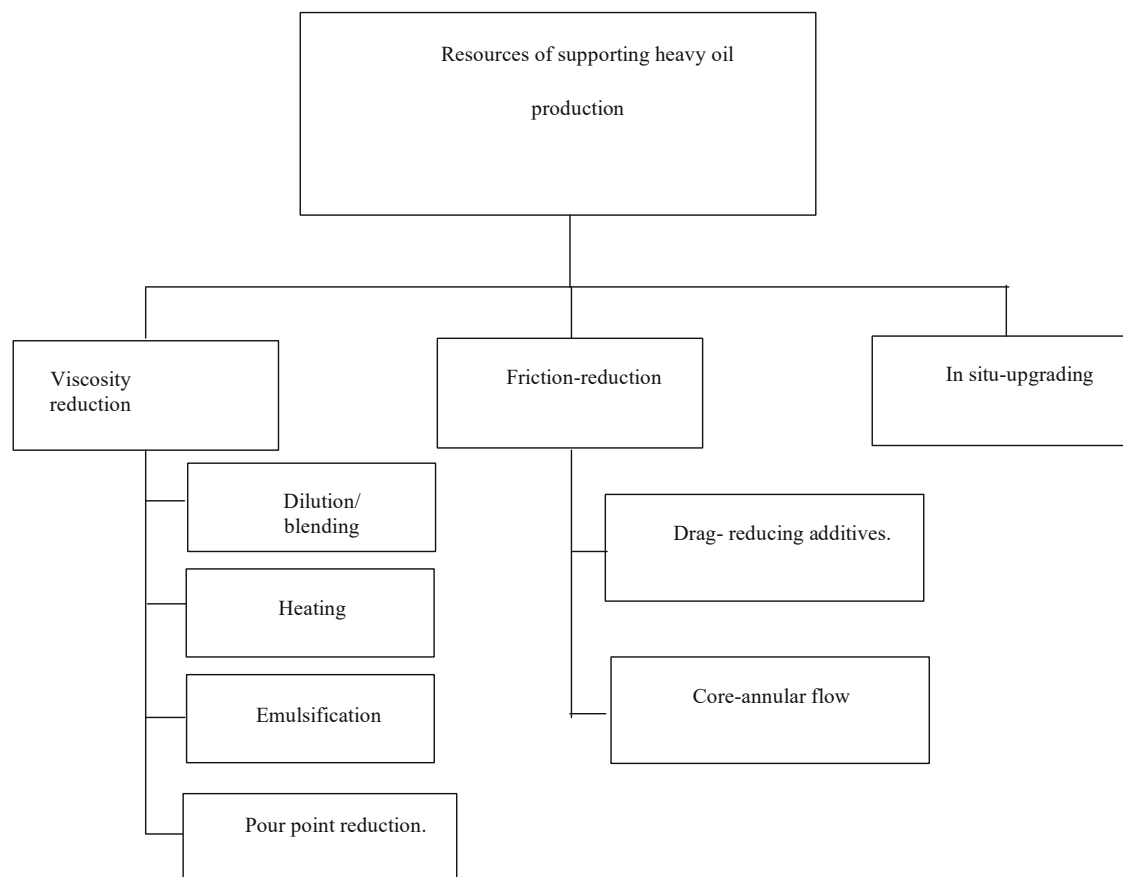 Resources of supporting heavy oil
production
Viscosity
reduction
Friction-reduction
In situ-upgrading
Dilution/
blending
Heating
Emulsification
Pour point reduction.
Drag- reducing additives.
Core-annular flow